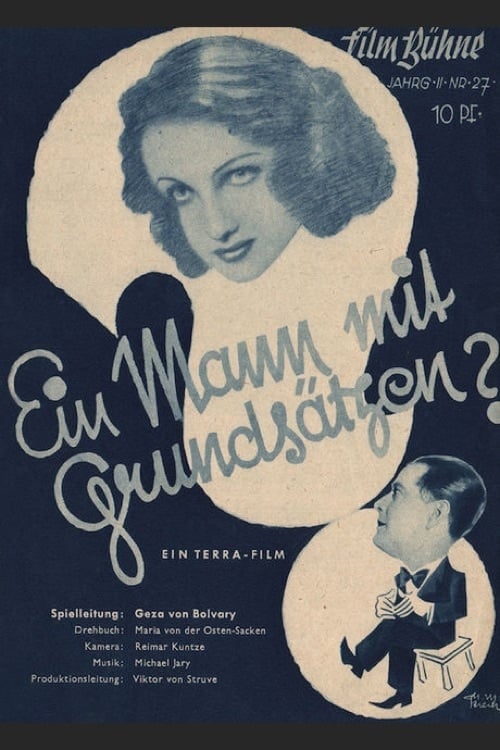 Film Bühne
JAHRG·II·NR·27
10 Pf·
Ein Mann mit
Grundsätzen?
EIN TERRA-FILM
Spielleitung: Geza von Bolvary
Drehbuch: Maria von der Osten-Sacken
Kamera: Reimar Kuntze
Musik: Michael Jary
Produktionsleitung: Viktor von Struve